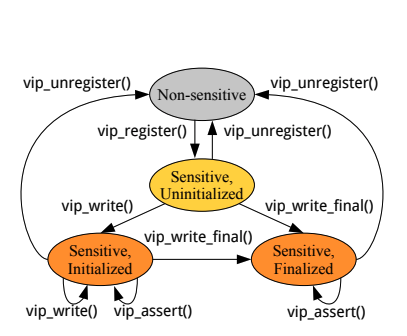 vip_unregister() vip_unregister()
Non-sensitive
vip_register() vip_unregister()
Sensitive,
Uninitialized
vip_write() vip_write_final()
vip_write_final()
Sensitive,
Initialized
Sensitive,
Finalized
vip_write() vip_assert() vip_assert()